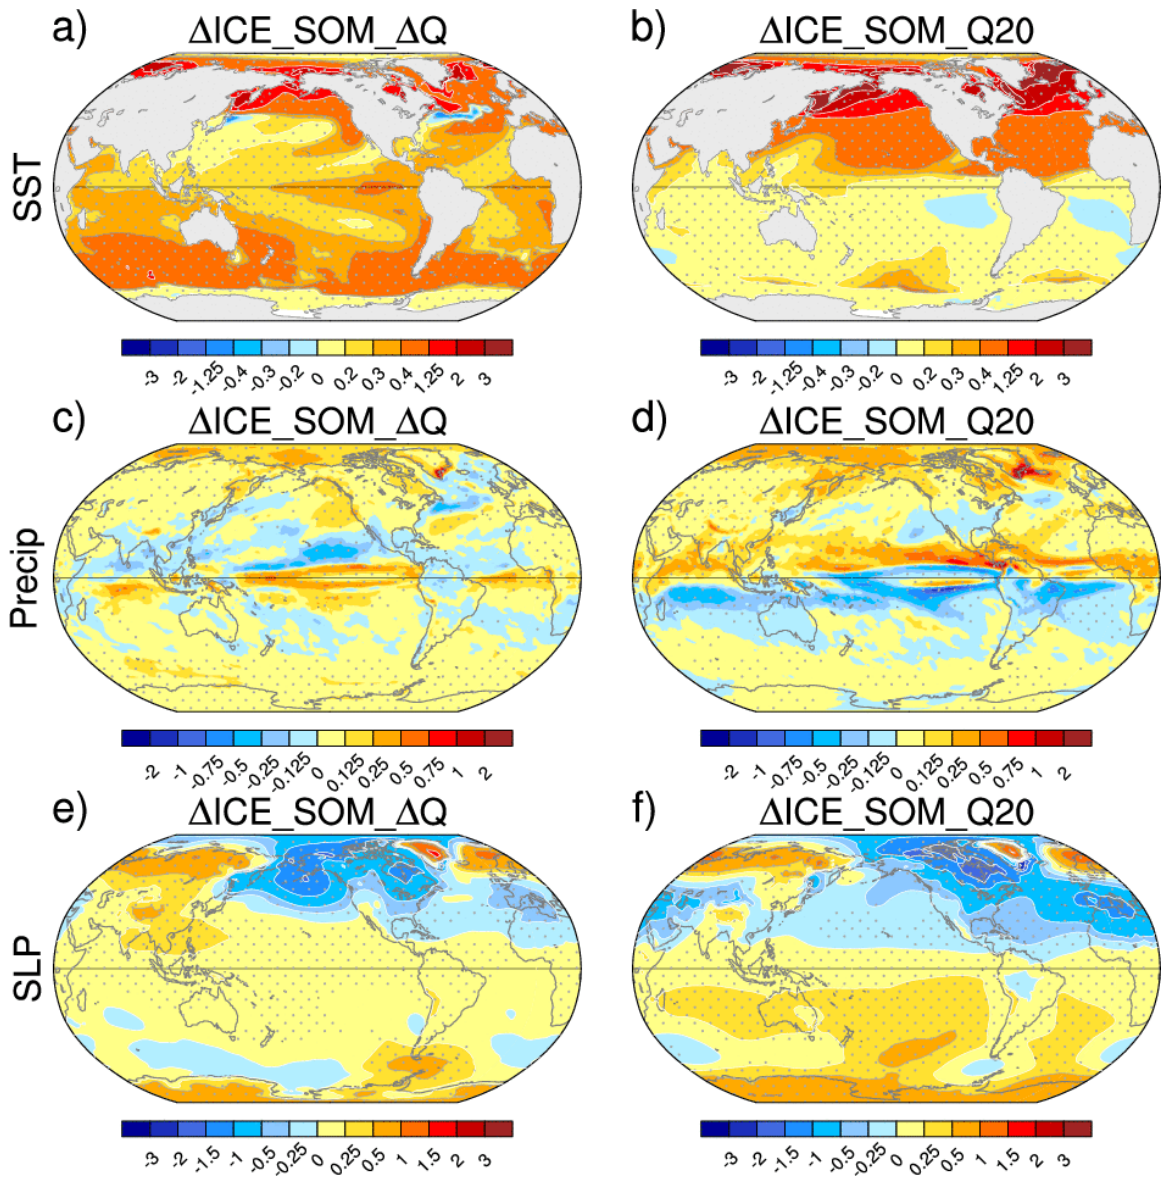 a) ΔICE_SOM_ΔQ
b) ΔICE_SOM_Q20
SST
-3 -2 -1.25 -0.4 -0.3 -0.2 0 0.2 0.3 0.4 1.25 2 3
-3 -2 -1.25 -0.4 -0.3 -0.2 0 0.2 0.3 0.4 1.25 2 3
c) ΔICE_SOM_ΔQ
d) ΔICE_SOM_Q20
Precip
-2 -1 -0.75 -0.5 -0.25 -0.125 0 0.125 0.25 0.5 0.75 1 2
-2 -1 -0.75 -0.5 -0.25 -0.125 0 0.125 0.25 0.5 0.75 1 2
e) ΔICE_SOM_ΔQ
f) ΔICE_SOM_Q20
SLP
-3 -2 -1.5 -1 -0.5 -0.25 0 0.25 0.5 1 1.5 2 3
-3 -2 -1.5 -1 -0.5 -0.25 0 0.25 0.5 1 1.5 2 3